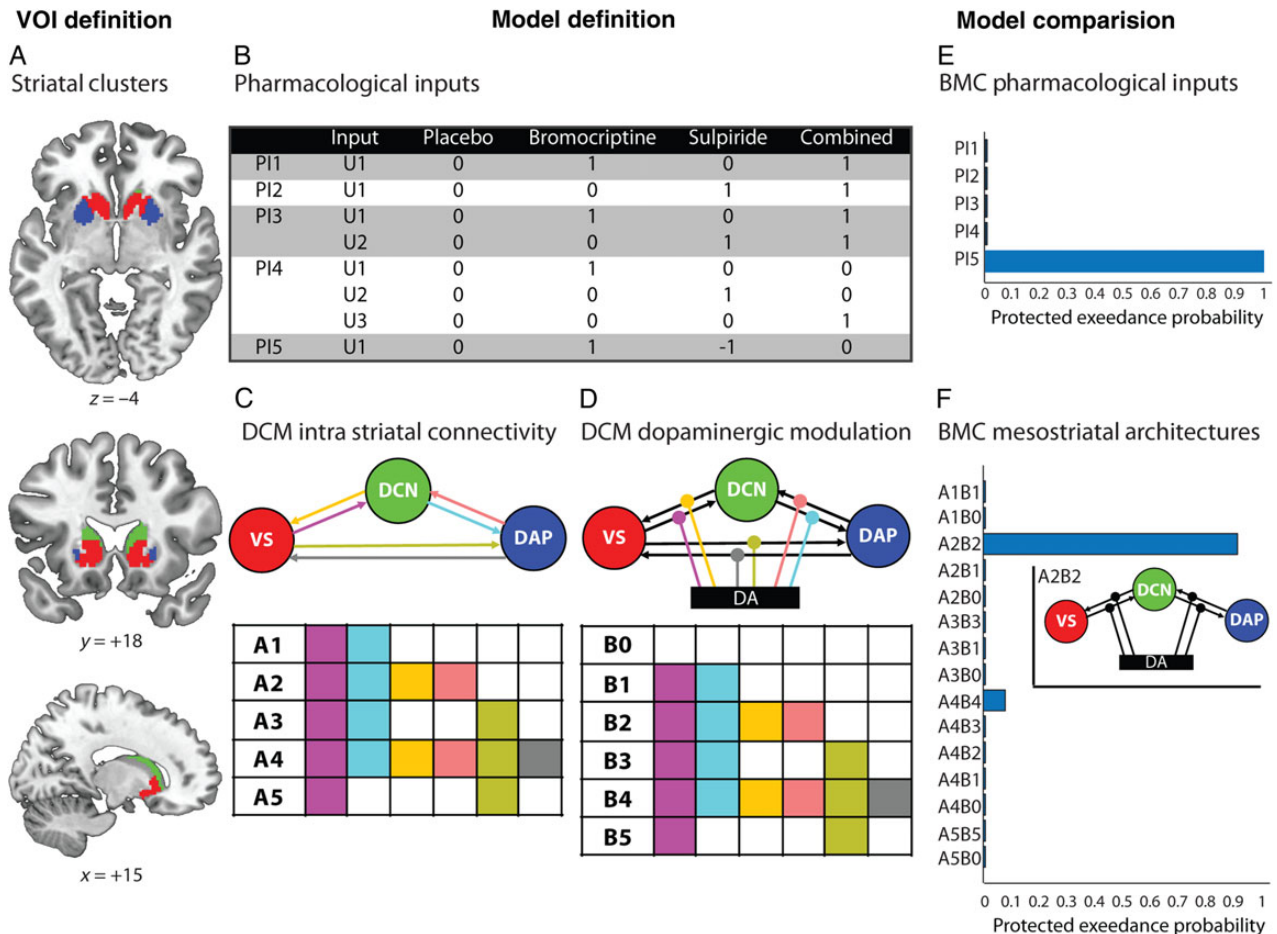 VOI definition
Model definition
Model comparision
A
Striatal clusters
z = –4
y = +18
x = +15
B
Pharmacological inputs
Input Placebo Bromocriptine Sulpiride Combined
PI1 U1 0 1 0 1
PI2 U1 0 0 1 1
PI3 U1 0 1 0 1
U2 0 0 1 1
PI4 U1 0 1 0 0
U2 0 0 1 0
U3 0 0 0 1
PI5 U1 0 1 -1 0
C
DCM intra striatal connectivity
DCN
VS
DAP
A1
A2
A3
A4
A5
D
DCM dopaminergic modulation
DCN
VS
DAP
DA
B0
B1
B2
B3
B4
B5
E
BMC pharmacological inputs
PI1
PI2
PI3
PI4
PI5
0 0.1 0.2 0.3 0.4 0.5 0.6 0.7 0.8 0.9 1
Protected exeedance probability
F
BMC mesostriatal architectures
A1B1
A1B0
A2B2
A2B1
A2B0
A3B3
A3B1
A3B0
A4B4
A4B3
A4B2
A4B1
A4B0
A5B5
A5B0
A2B2
DCN
VS
DAP
DA
0 0.1 0.2 0.3 0.4 0.5 0.6 0.7 0.8 0.9 1
Protected exeedance probability